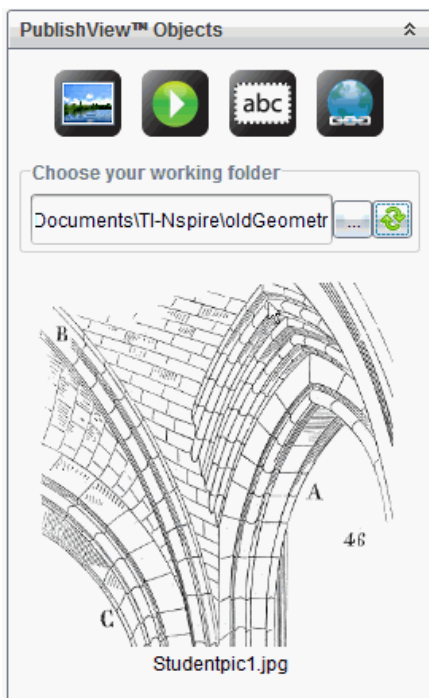 PublishView™ Objects
abc
Choose your working folder
Documents\TI-Nspire\oldGeometr
...
B
A
46
C
Studentpic1.jpg